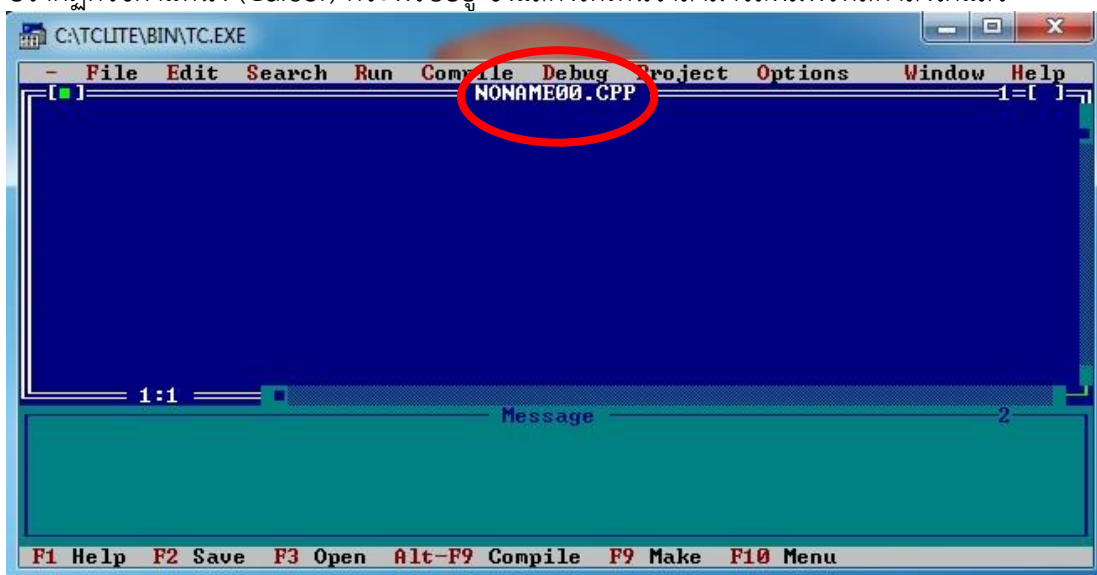 (Cursor)
C:\TCLITE\BIN\TC.EXE
- File Edit Search Run Compile Debug Project Options Window Help
[■] NONAME00.CPP 1=[ ]
1:1
Message 2
F1 Help F2 Save F3 Open Alt-F9 Compile F9 Make F10 Menu